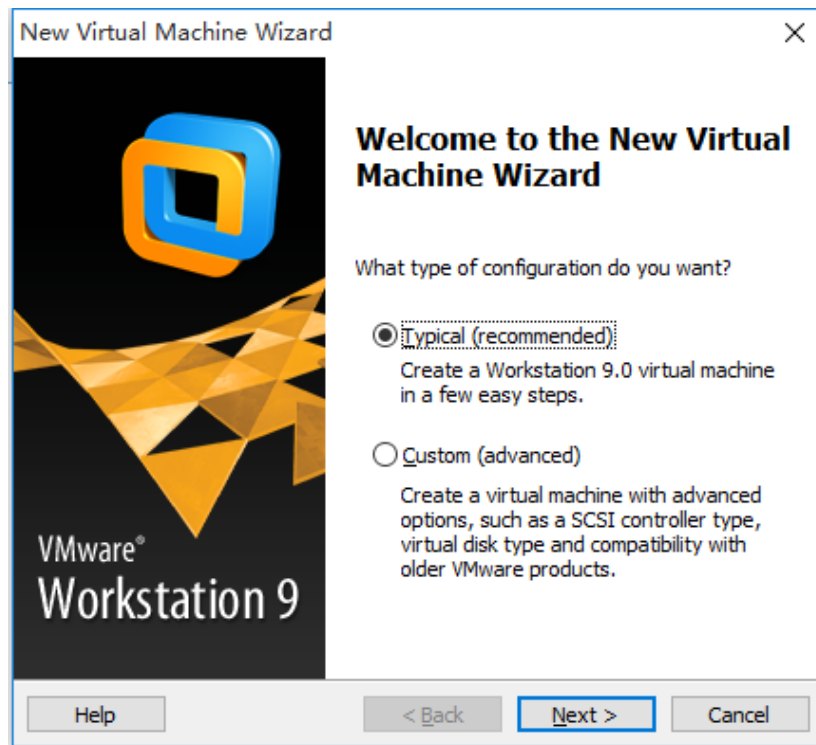 New Virtual Machine Wizard
Welcome to the New Virtual
Machine Wizard
What type of configuration do you want?
Typical (recommended)
Create a Workstation 9.0 virtual machine
in a few easy steps.
Custom (advanced)
Create a virtual machine with advanced
options, such as a SCSI controller type,
virtual disk type and compatibility with
older VMware products.
VMware®
Workstation 9
Help
< Back
Next >
Cancel